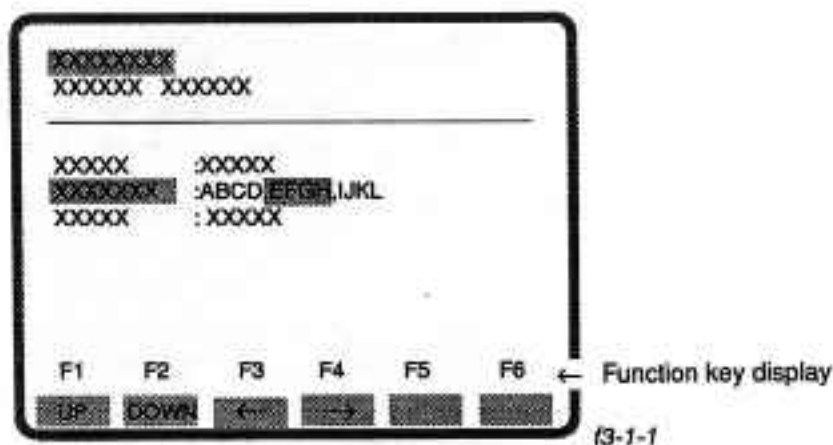 XXXXXXXX
XXXXXX XXXXXX
XXXXX :XXXXX
XXXXXXX :ABCD,EFGH,IJKL
XXXXX : XXXXX
F1 F2 F3 F4 F5 F6 ← Function key display
UP DOWN ← →
f3-1-1